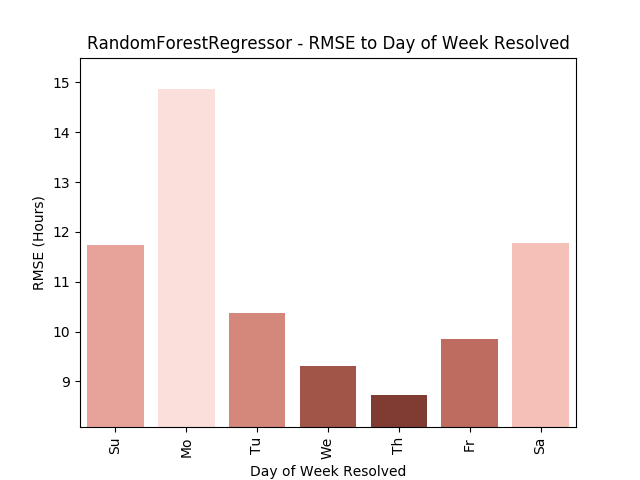 RandomForestRegressor - RMSE to Day of Week Resolved
15
14
13
12
11
10
9
RMSE (Hours)
Su
Mo
Tu
We
Th
Fr
Sa
Day of Week Resolved